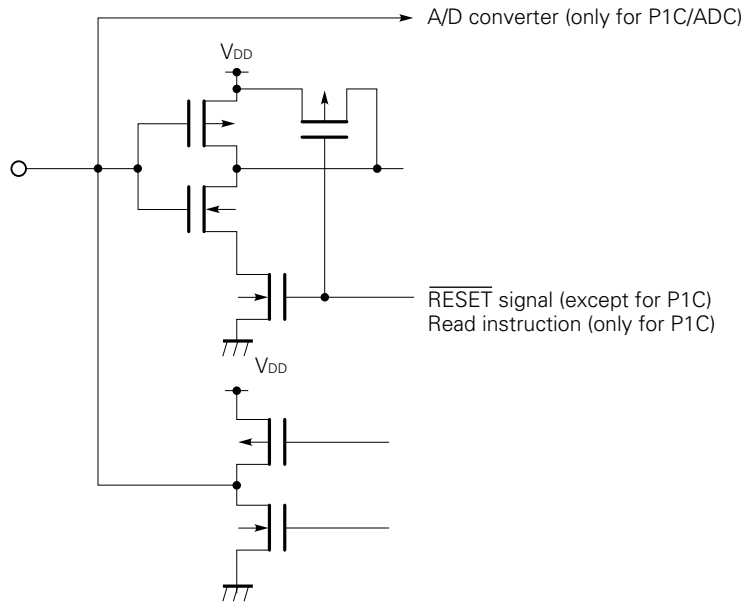 A/D converter (only for P1C/ADC)
VDD
RESET signal (except for P1C)
Read instruction (only for P1C)
VDD